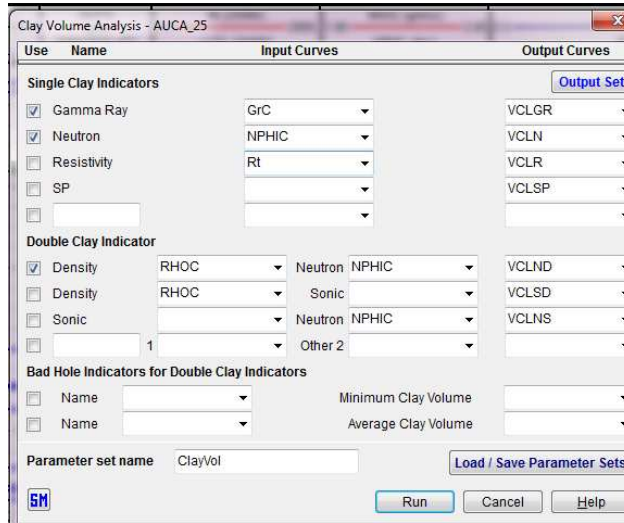 Clay Volume Analysis - AUCA_25
Use Name Input Curves Output Curves
Single Clay Indicators Output Set
Gamma Ray GrC VCLGR
Neutron NPHIC VCLN
Resistivity Rt VCLR
SP VCLSP
Double Clay Indicator
Density RHOC Neutron NPHIC VCLND
Density RHOC Sonic VCLSD
Sonic Neutron NPHIC VCLNS
1 Other 2
Bad Hole Indicators for Double Clay Indicators
Name Minimum Clay Volume
Name Average Clay Volume
Parameter set name ClayVol Load / Save Parameter Sets
SM Run Cancel Help